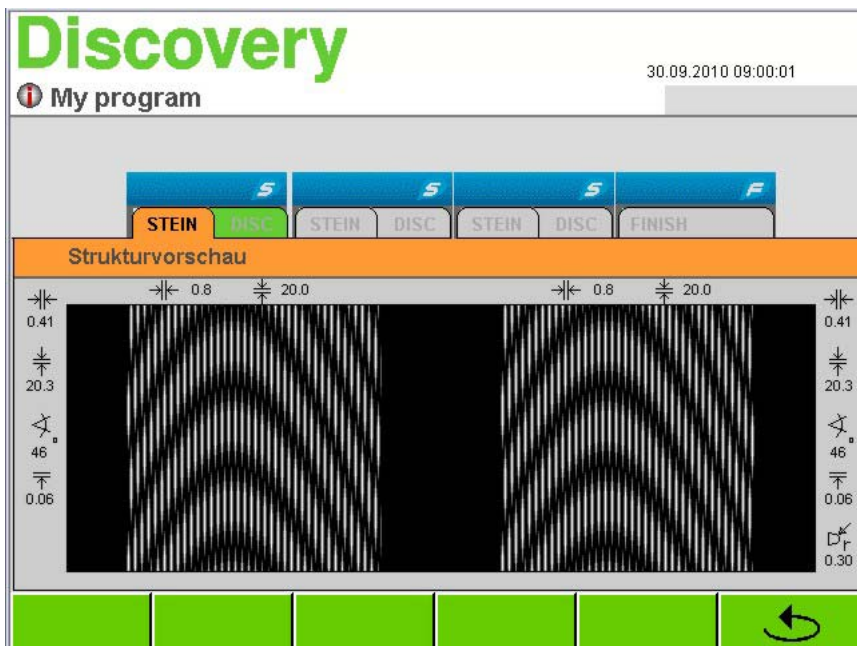 Discovery
30.09.2010 09:00:01
i My program
S S S F
STEIN DISC STEIN DISC STEIN DISC FINISH
Strukturvorschau
0.8 20.0 0.8 20.0
0.41 0.41
20.3 20.3
46 ° 46 °
0.06 0.06
r
0.30